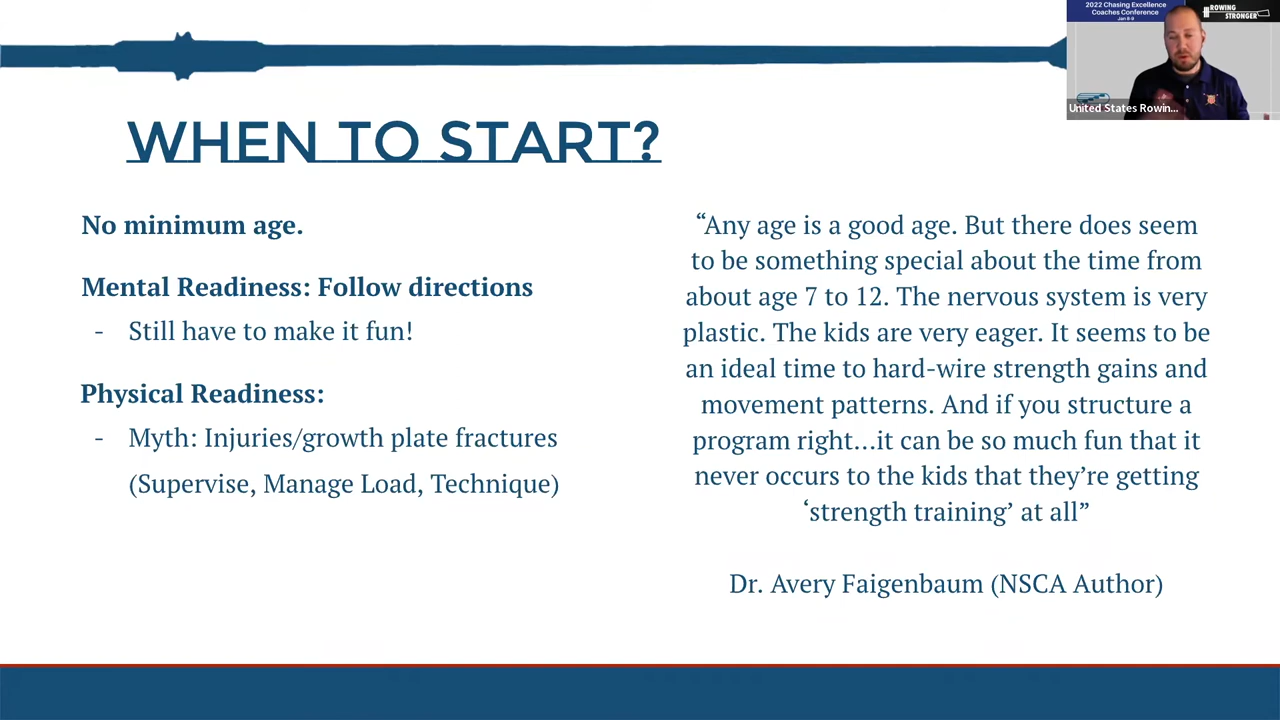 2022 Chasing Excellence
Coaches Conference
Jan 8-9
ROWING
STRONGER
United States Rowin...
WHEN TO START?
No minimum age.
Mental Readiness: Follow directions
- Still have to make it fun!
Physical Readiness:
- Myth: Injuries/growth plate fractures
(Supervise, Manage Load, Technique)
“Any age is a good age. But there does seem
to be something special about the time from
about age 7 to 12. The nervous system is very
plastic. The kids are very eager. It seems to be
an ideal time to hard-wire strength gains and
movement patterns. And if you structure a
program right...it can be so much fun that it
never occurs to the kids that they’re getting
‘strength training’ at all”
Dr. Avery Faigenbaum (NSCA Author)